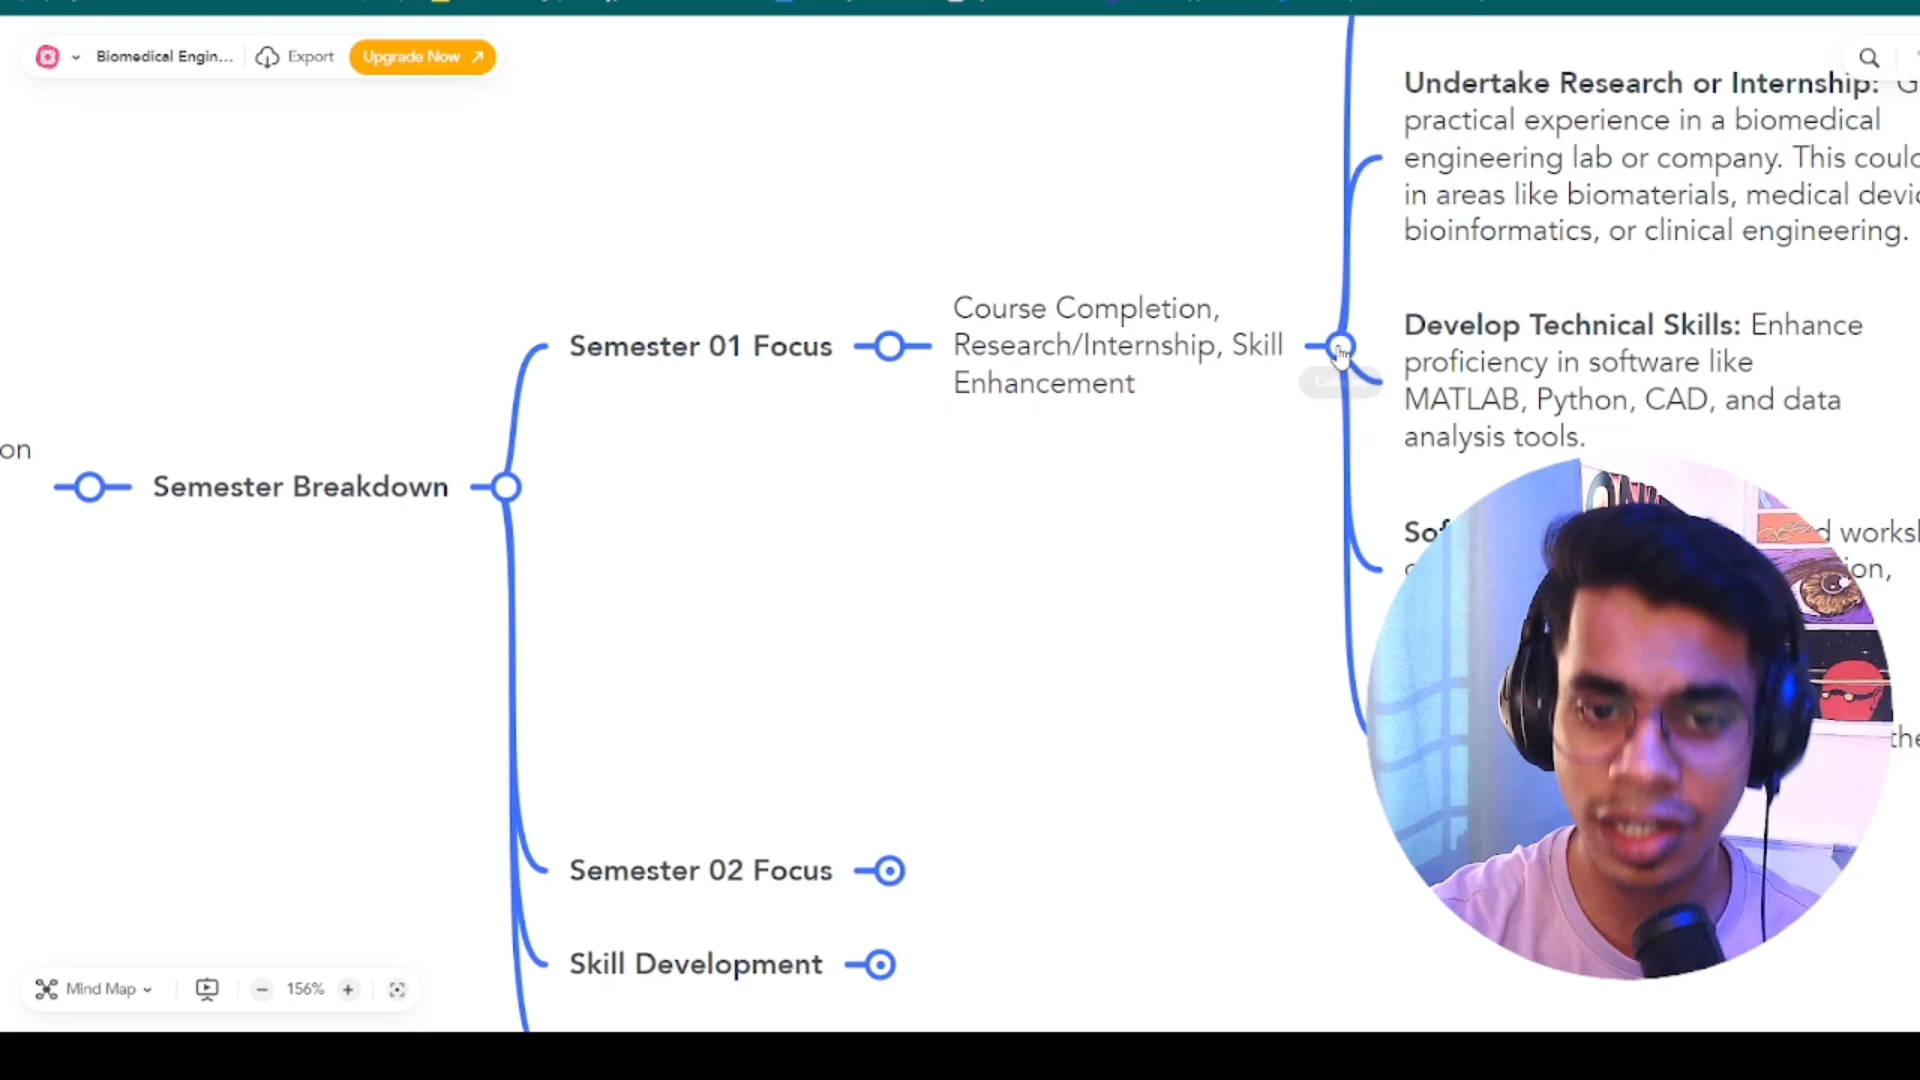 Biomedical Engin...
Export
Upgrade Now
Undertake Research or Internship:
practical experience in a biomedical
engineering lab or company. This could
in areas like biomaterials, medical
bioinformatics, or clinical engineering.
Course Completion,
Research/Internship, Skill
Enhancement
Semester 01 Focus
Develop Technical Skills: Enhance
proficiency in software like
MATLAB, Python, CAD, and data
analysis tools.
on
Semester Breakdown
Semester 02 Focus
Skill Development
Mind Map
156%